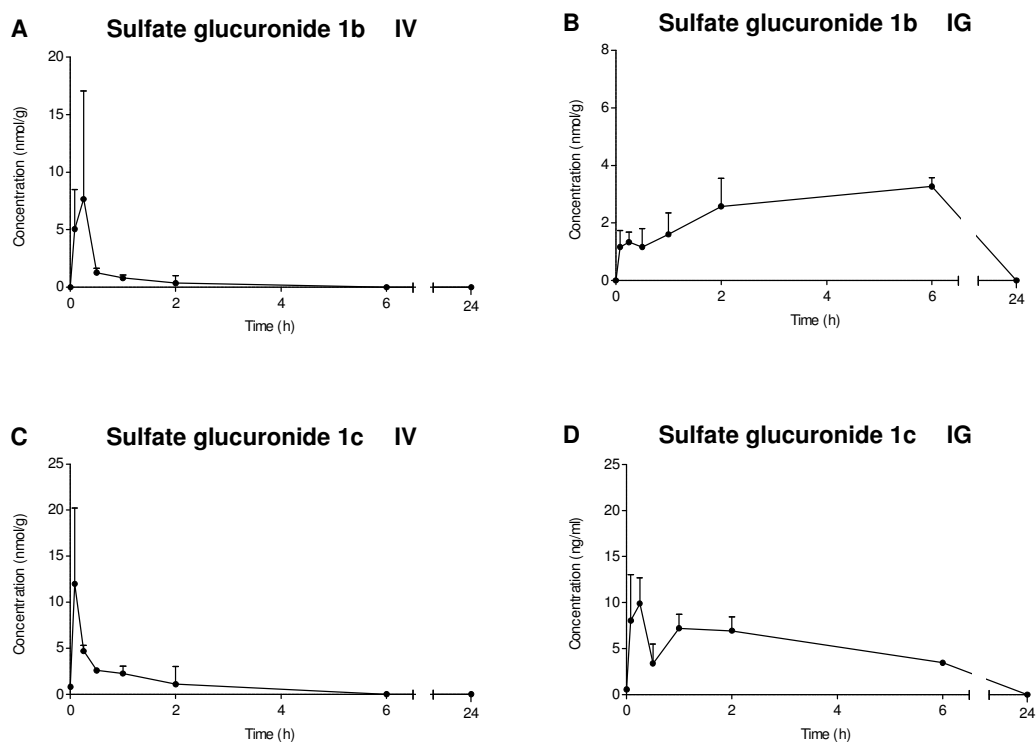 A Sulfate glucuronide 1b IV
20
15
10
5
0
Concentration (nmol/g)
0 2 4 6 24
Time (h)
B Sulfate glucuronide 1b IG
8
6
4
2
0
Concentration (nmol/g)
0 2 4 6 24
Time (h)
C Sulfate glucuronide 1c IV
25
20
15
10
5
0
Concentration (nmol/g)
0 2 4 6 24
Time (h)
D Sulfate glucuronide 1c IG
25
20
15
10
5
0
Concentration (ng/ml)
0 2 4 6 24
Time (h)